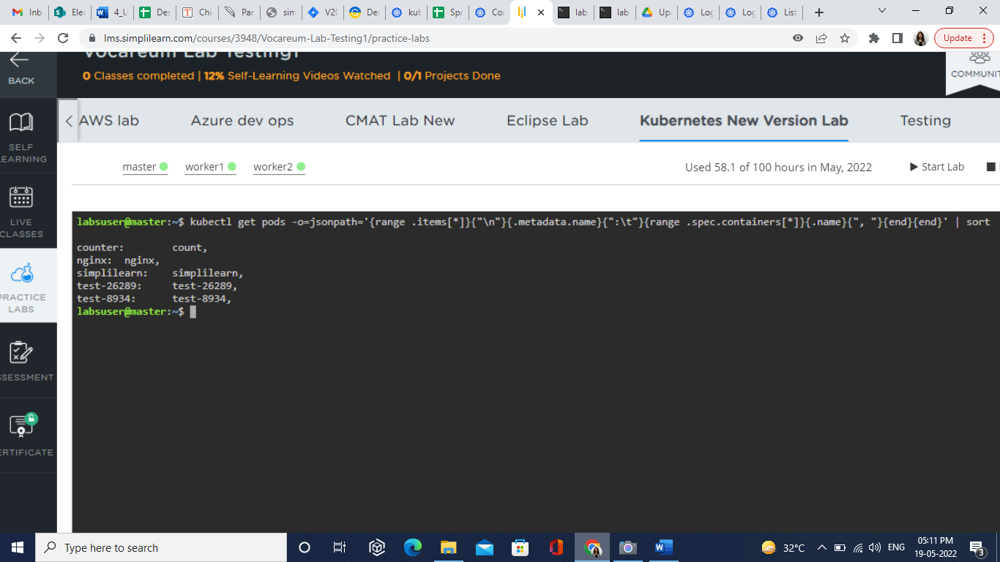 Inb
Ele
4_U
Des
Chi
Par
sim
V2(
De
kub
Spr
Cor
lab
lab
Up
Log
Log
List
lms.simplilearn.com/courses/3948/Vocareum-Lab-Testing1/practice-labs
Update
Vocareum Lab Testing1
0 Classes completed | 12% Self-Learning Videos Watched | 0/1 Projects Done
BACK
COMMUNIT
AWS lab
Azure dev ops
CMAT Lab New
Eclipse Lab
Kubernetes New Version Lab
Testing
SELF
LEARNING
LIVE
CLASSES
PRACTICE
LABS
ASSESSMENT
ERTIFICATE
master
worker1
worker2
Used 58.1 of 100 hours in May, 2022
Start Lab
labsuser@master:~$ kubectl get pods -o=jsonpath='{range .items[*]}{"\n"}{.metadata.name}{":\t"}{range .spec.containers[*]}{.name}{", "}{end}{end}' | sort
counter: count,
nginx: nginx,
simplilearn: simplilearn,
test-26289: test-26289,
test-8934: test-8934,
labsuser@master:~$
Type here to search
32°C
ENG
05:11 PM
19-05-2022
3